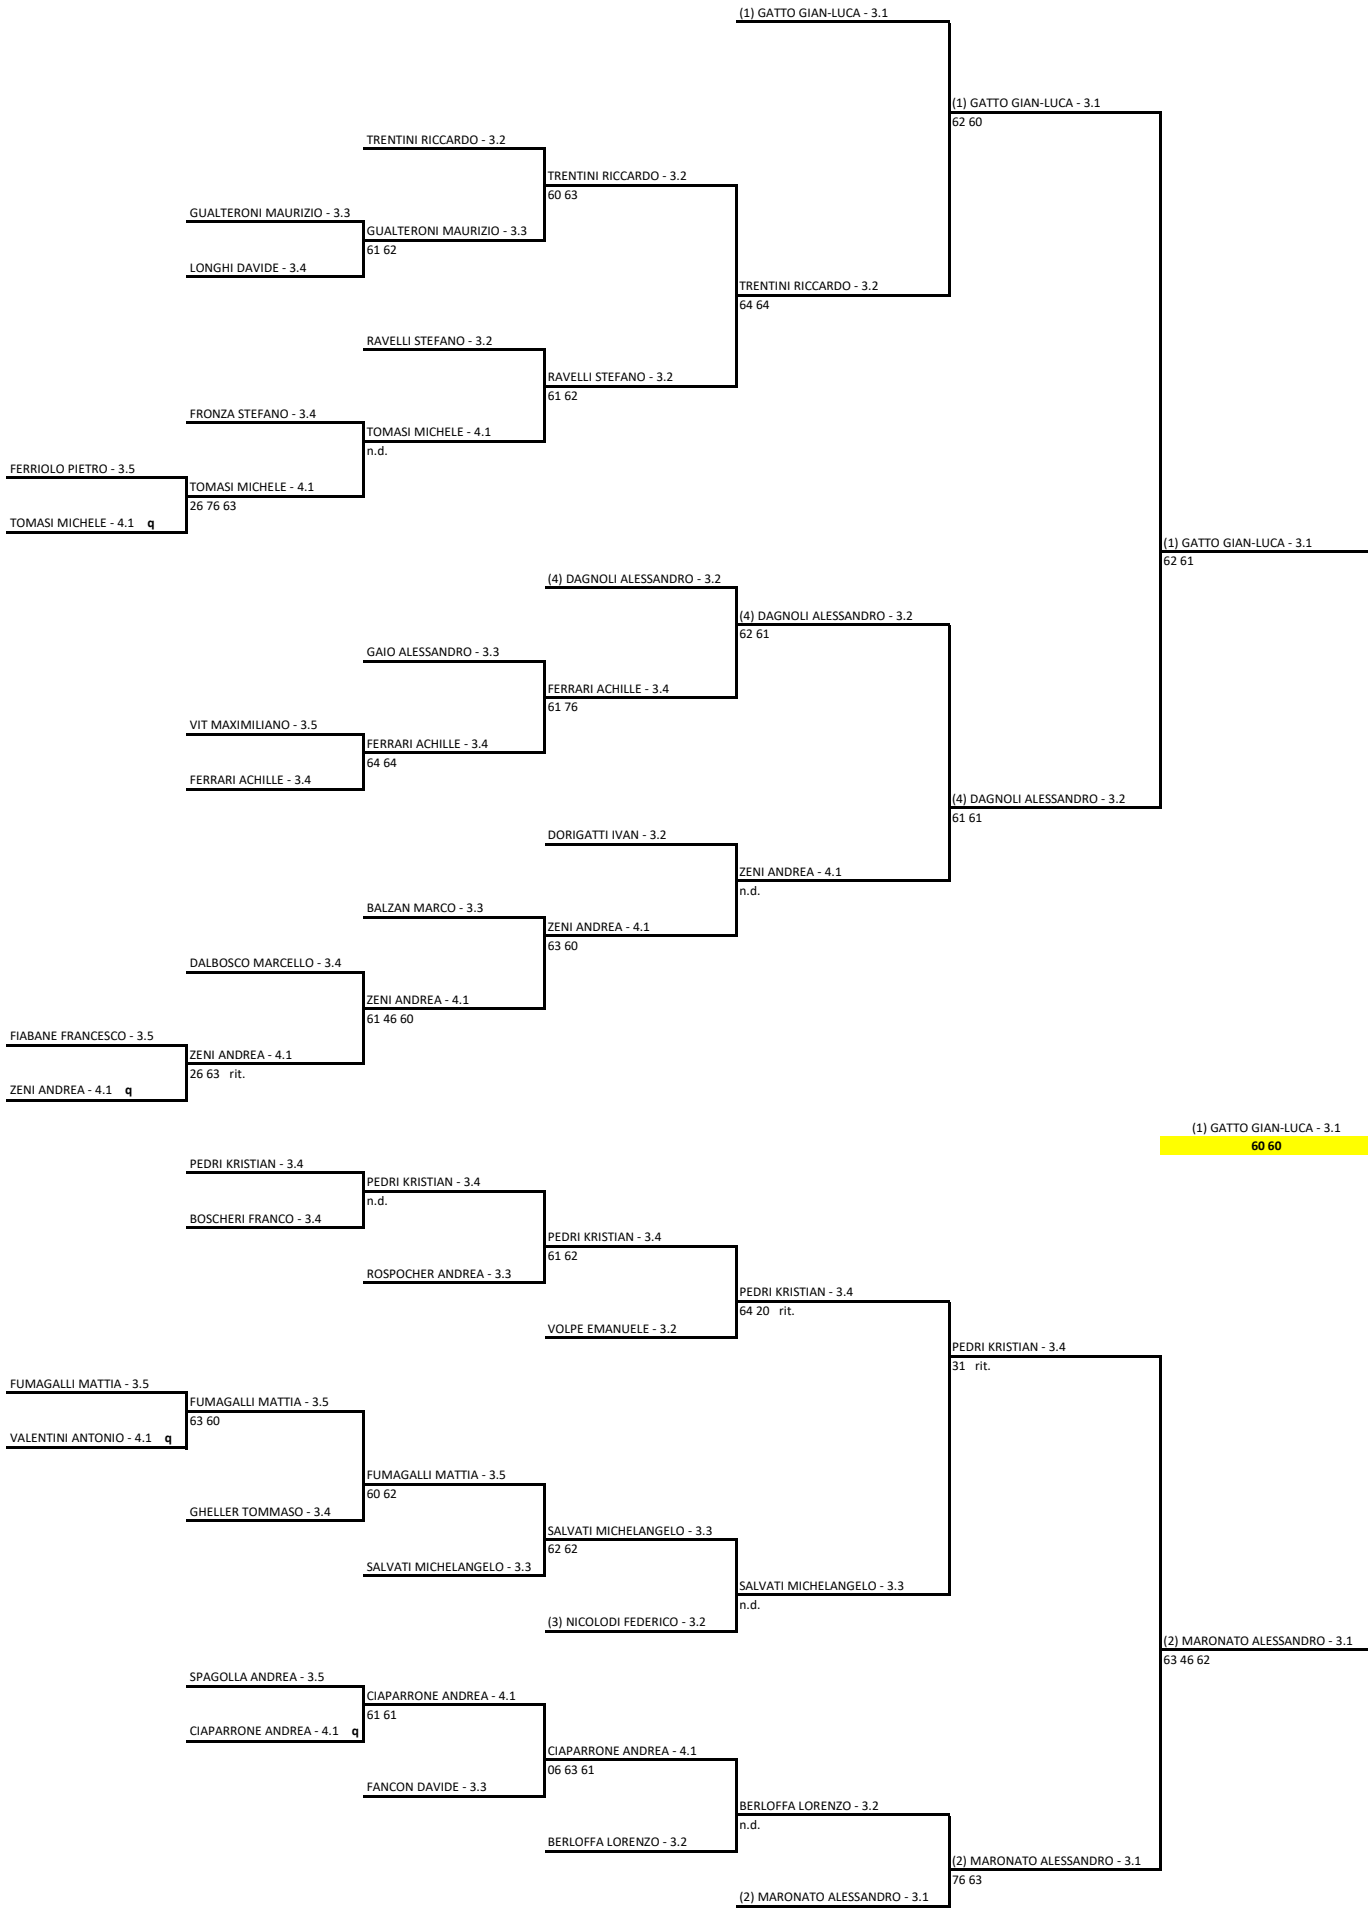 (1) GATTO GIAN-LUCA - 3.1
(1) GATTO GIAN-LUCA - 3.1
62 60
TRENTINI RICCARDO - 3.2
TRENTINI RICCARDO - 3.2
60 63
GUALTERONI MAURIZIO - 3.3
GUALTERONI MAURIZIO - 3.3
61 62
LONGHI DAVIDE - 3.4
TRENTINI RICCARDO - 3.2
64 64
RAVELLI STEFANO - 3.2
RAVELLI STEFANO - 3.2
61 62
FRONZA STEFANO - 3.4
TOMASI MICHELE - 4.1
n.d.
FERRIOLO PIETRO - 3.5
TOMASI MICHELE - 4.1
26 76 63
TOMASI MICHELE - 4.1 q
(1) GATTO GIAN-LUCA - 3.1
62 61
(4) DAGNOLI ALESSANDRO - 3.2
(4) DAGNOLI ALESSANDRO - 3.2
62 61
GAIO ALESSANDRO - 3.3
FERRARI ACHILLE - 3.4
61 76
VIT MAXIMILIANO - 3.5
FERRARI ACHILLE - 3.4
64 64
FERRARI ACHILLE - 3.4
(4) DAGNOLI ALESSANDRO - 3.2
61 61
DORIGATTI IVAN - 3.2
ZENI ANDREA - 4.1
n.d.
BALZAN MARCO - 3.3
ZENI ANDREA - 4.1
63 60
DALBOSCO MARCELLO - 3.4
ZENI ANDREA - 4.1
61 46 60
FIABANE FRANCESCO - 3.5
ZENI ANDREA - 4.1
26 63 rit.
ZENI ANDREA - 4.1 q
(1) GATTO GIAN-LUCA - 3.1
60 60
PEDRI KRISTIAN - 3.4
PEDRI KRISTIAN - 3.4
n.d.
BOSCHERI FRANCO - 3.4
PEDRI KRISTIAN - 3.4
61 62
ROSPOCHER ANDREA - 3.3
PEDRI KRISTIAN - 3.4
64 20 rit.
VOLPE EMANUELE - 3.2
PEDRI KRISTIAN - 3.4
31 rit.
FUMAGALLI MATTIA - 3.5
FUMAGALLI MATTIA - 3.5
63 60
VALENTINI ANTONIO - 4.1 q
FUMAGALLI MATTIA - 3.5
60 62
GHELLER TOMMASO - 3.4
SALVATI MICHELANGELO - 3.3
62 62
SALVATI MICHELANGELO - 3.3
SALVATI MICHELANGELO - 3.3
n.d.
(3) NICOLODI FEDERICO - 3.2
(2) MARONATO ALESSANDRO - 3.1
63 46 62
SPAGOLLA ANDREA - 3.5
CIAPARRONE ANDREA - 4.1
61 61
CIAPARRONE ANDREA - 4.1 q
CIAPARRONE ANDREA - 4.1
06 63 61
FANCON DAVIDE - 3.3
BERLOFFA LORENZO - 3.2
n.d.
BERLOFFA LORENZO - 3.2
(2) MARONATO ALESSANDRO - 3.1
76 63
(2) MARONATO ALESSANDRO - 3.1